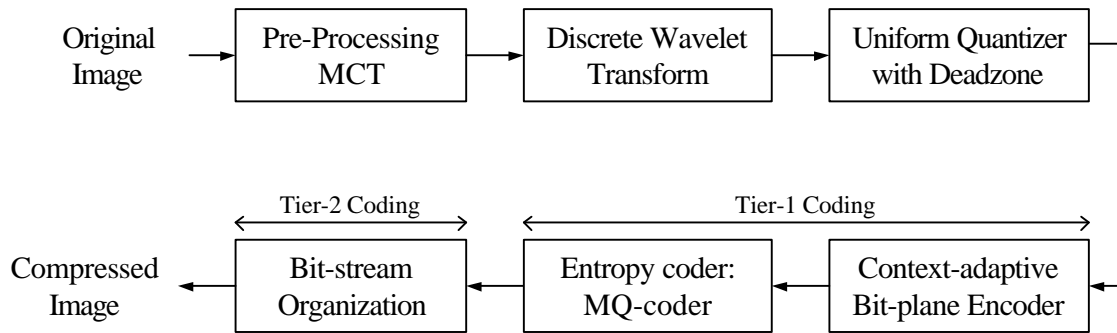 Original
Image
Pre-Processing
MCT
Discrete Wavelet
Transform
Uniform Quantizer
with Deadzone
Tier-2 Coding
Tier-1 Coding
Compressed
Image
Bit-stream
Organization
Entropy coder:
MQ-coder
Context-adaptive
Bit-plane Encoder